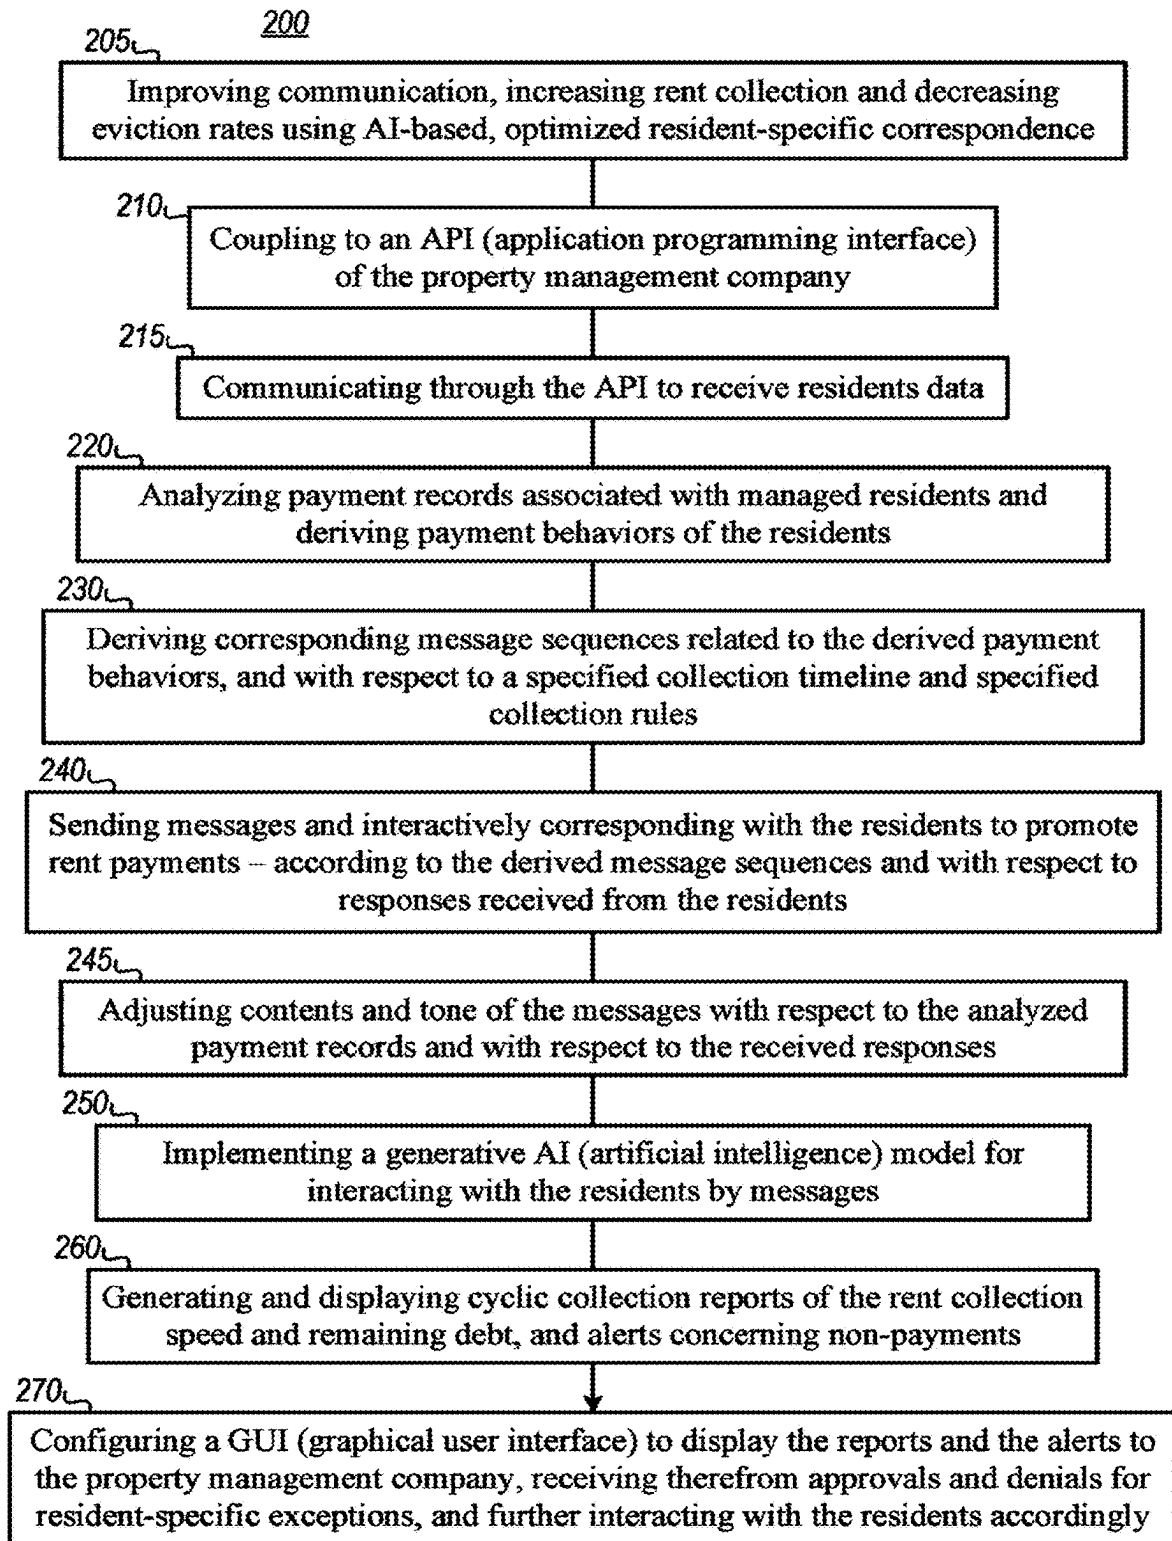 200
205
Improving communication, increasing rent collection and decreasing
eviction rates using AI-based, optimized resident-specific correspondence
210
Coupling to an API (application programming interface)
of the property management company
215
Communicating through the API to receive residents data
220
Analyzing payment records associated with managed residents and
deriving payment behaviors of the residents
230
Deriving corresponding message sequences related to the derived payment
behaviors, and with respect to a specified collection timeline and specified
collection rules
240
Sending messages and interactively corresponding with the residents to promote
rent payments – according to the derived message sequences and with respect to
responses received from the residents
245
Adjusting contents and tone of the messages with respect to the analyzed
payment records and with respect to the received responses
250
Implementing a generative AI (artificial intelligence) model for
interacting with the residents by messages
260
Generating and displaying cyclic collection reports of the rent collection
speed and remaining debt, and alerts concerning non-payments
270
Configuring a GUI (graphical user interface) to display the reports and the alerts to
the property management company, receiving therefrom approvals and denials for
resident-specific exceptions, and further interacting with the residents accordingly